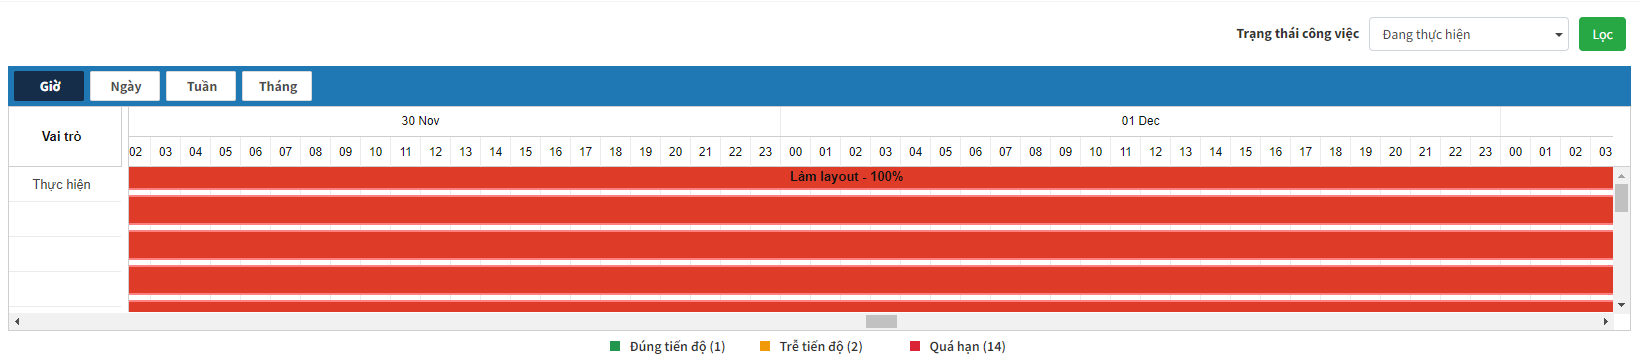 Trạng thái công việc Đang thực hiện Lọc
Giờ Ngày Tuần Tháng
Vai trò 30 Nov 01 Dec
02 03 04 05 06 07 08 09 10 11 12 13 14 15 16 17 18 19 20 21 22 23 00 01 02 03 04 05 06 07 08 09 10 11 12 13 14 15 16 17 18 19 20 21 22 23 00 01 02 03
Thực hiện Làm layout - 100%
Đúng tiến độ (1) Trễ tiến độ (2) Quá hạn (14)